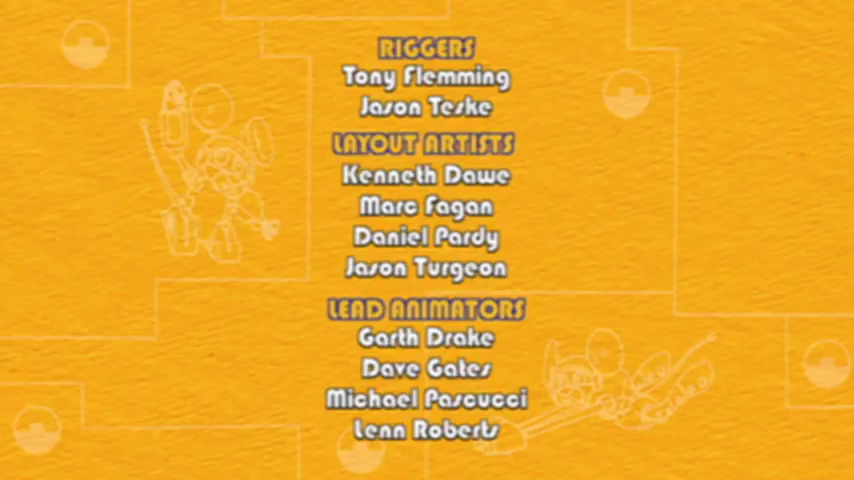 RIGGERS
Tony Flemming
Jason Teske
LAYOUT ARTISTS
Kenneth Dawe
Marc Fagan
Daniel Pardy
Jason Turgeon
LEAD ANIMATORS
Garth Drake
Dave Gates
Michael Pascucci
Lenn Roberts